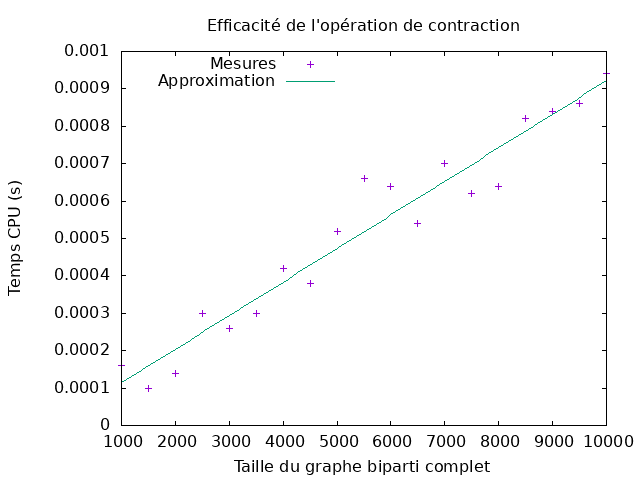 Efficacité de l'opération de contraction
Mesures
Approximation
0.001
0.0009
0.0008
0.0007
0.0006
0.0005
0.0004
0.0003
0.0002
0.0001
0
Temps CPU (s)
1000 2000 3000 4000 5000 6000 7000 8000 9000 10000
Taille du graphe biparti complet